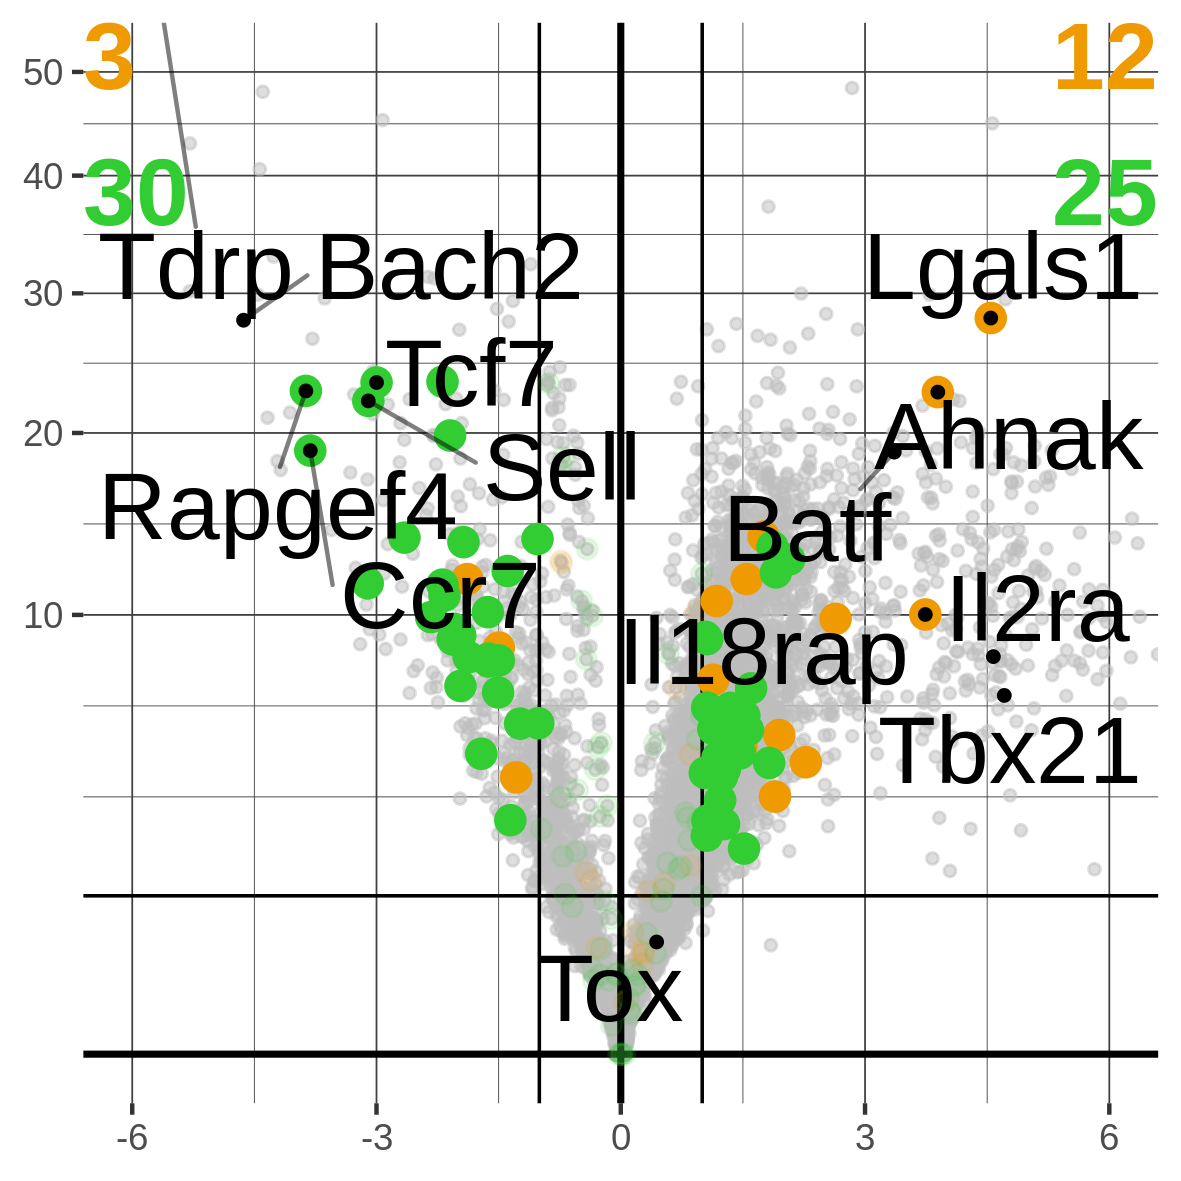 3 12
50
40
30 25
Tdrp Bach2 Lgals1
30
Tcf7
Ahnak
20
Sell
Rapgef4 Batf
Ccr7 Il2ra
10
Il18rap
Tbx21
Tox
-6 -3 0 3 6